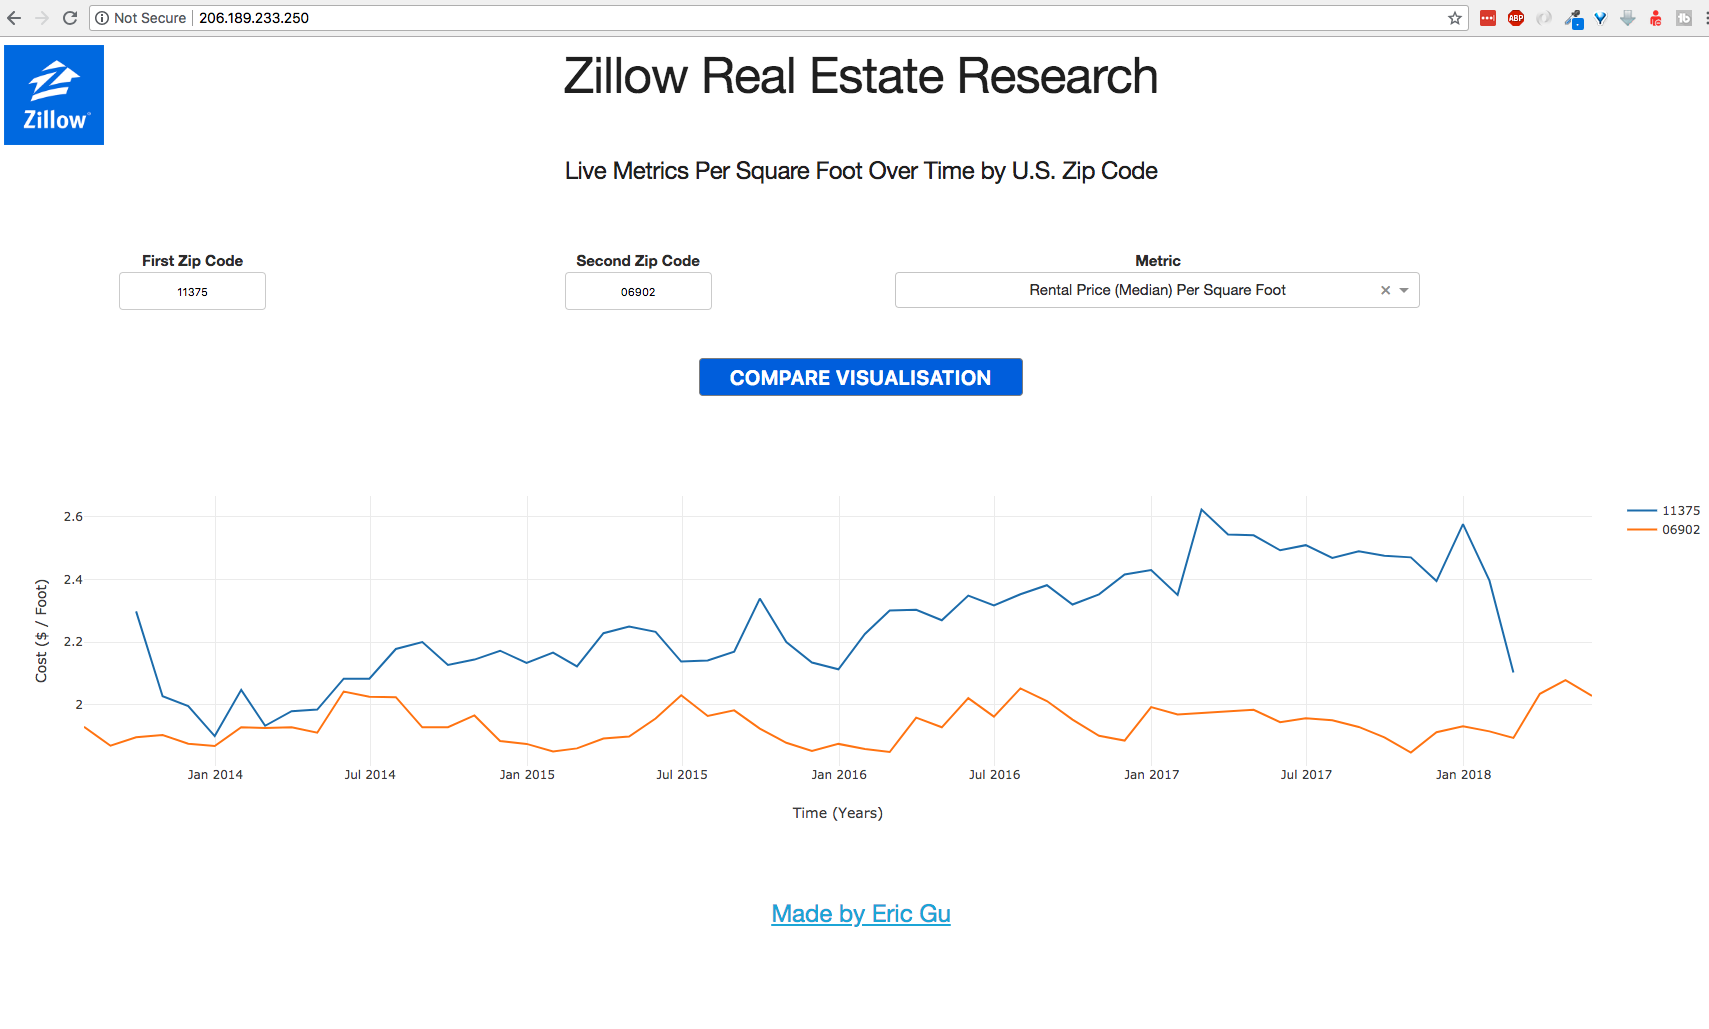 Not Secure 206.189.233.250
ABP
Zillow
Zillow Real Estate Research
Live Metrics Per Square Foot Over Time by U.S. Zip Code
First Zip Code
11375
Second Zip Code
06902
Metric
Rental Price (Median) Per Square Foot
COMPARE VISUALISATION
11375
06902
2.6
2.4
2.2
2
Cost ($ / Foot)
Jan 2014 Jul 2014 Jan 2015 Jul 2015 Jan 2016 Jul 2016 Jan 2017 Jul 2017 Jan 2018
Time (Years)
Made by Eric Gu